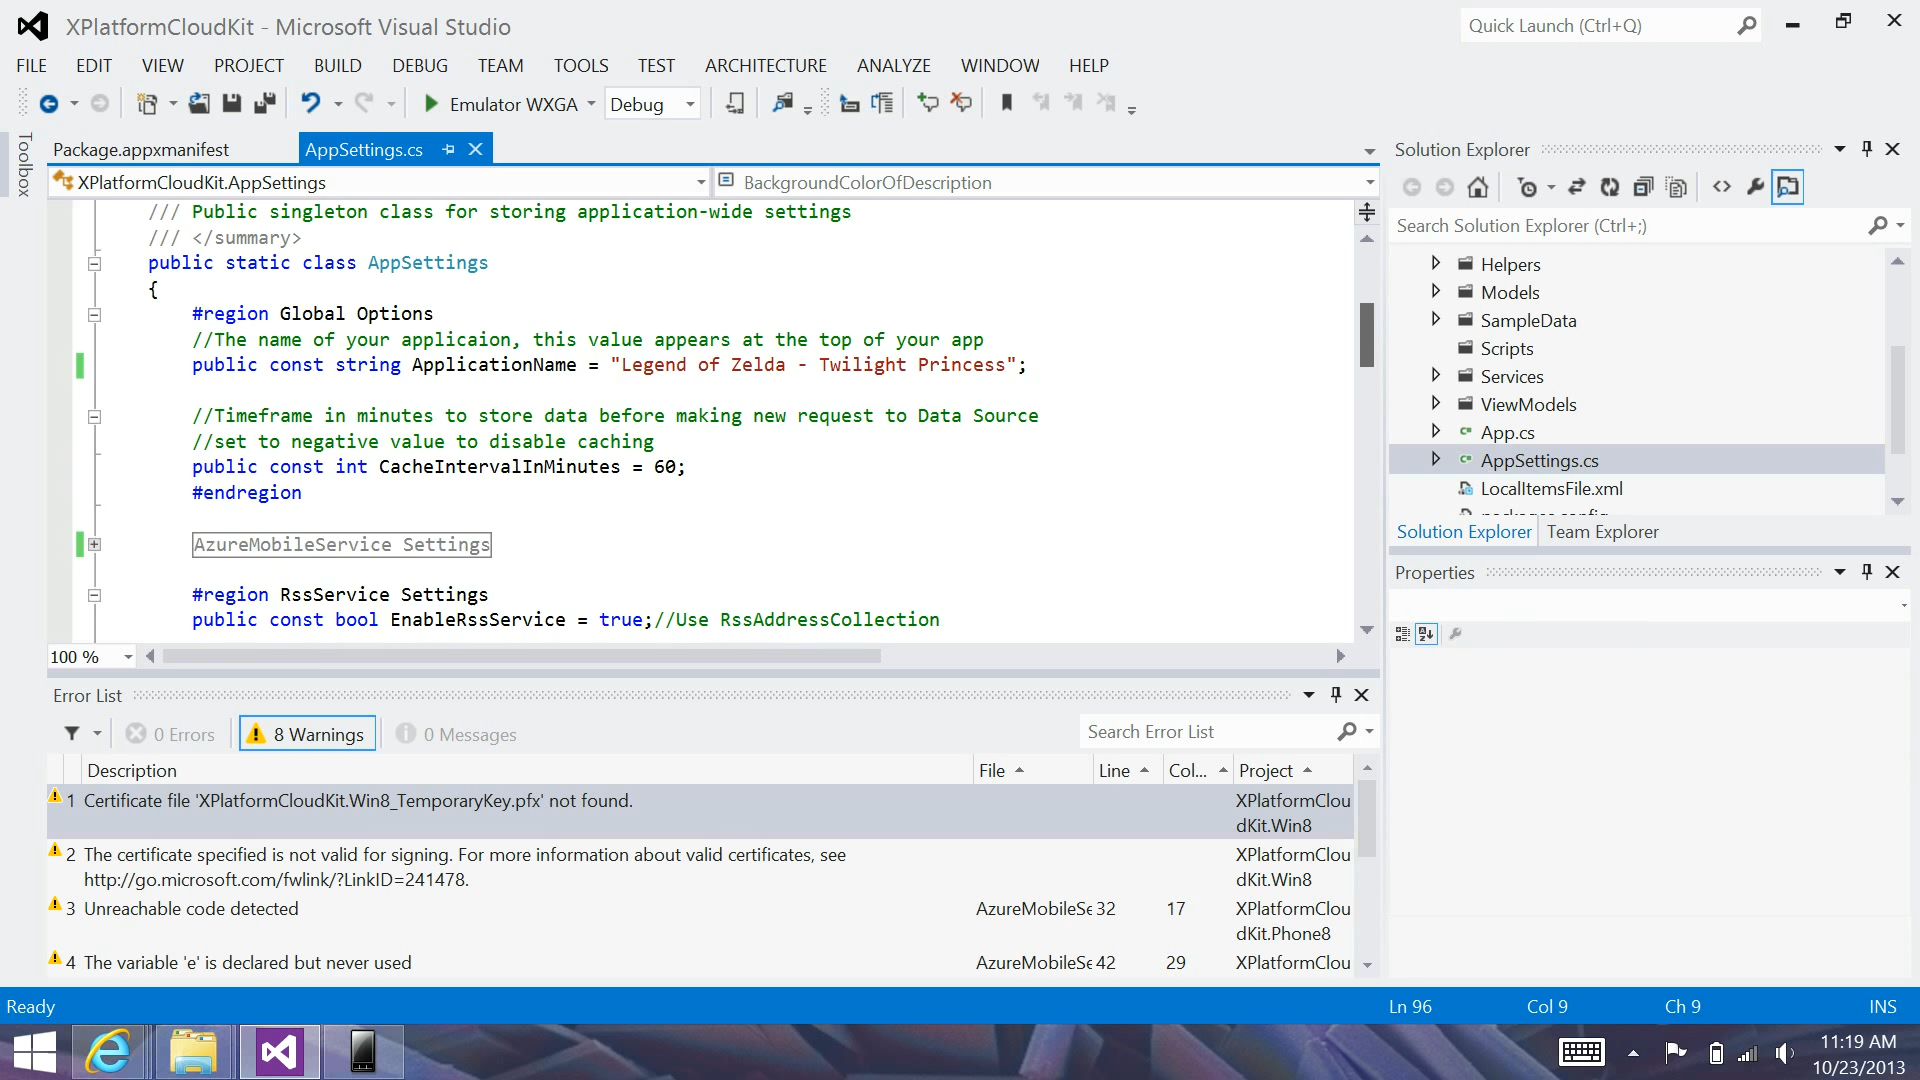 XPlatformCloudKit - Microsoft Visual Studio
Quick Launch (Ctrl+Q)
FILE EDIT VIEW PROJECT BUILD DEBUG TEAM TOOLS TEST ARCHITECTURE ANALYZE WINDOW HELP
Emulator WXGA
Debug
Toolbox
Package.appxmanifest
AppSettings.cs
XPlatformCloudKit.AppSettings
BackgroundColorOfDescription
/// Public singleton class for storing application-wide settings
/// </summary>
public static class AppSettings
{
#region Global Options
//The name of your applicaion, this value appears at the top of your app
public const string ApplicationName = "Legend of Zelda - Twilight Princess";
//Timeframe in minutes to store data before making new request to Data Source
//set to negative value to disable caching
public const int CacheIntervalInMinutes = 60;
#endregion
AzureMobileService Settings
#region RssService Settings
public const bool EnableRssService = true;//Use RssAddressCollection
100 %
Solution Explorer
Search Solution Explorer (Ctrl+;)
Helpers
Models
SampleData
Scripts
Services
ViewModels
App.cs
AppSettings.cs
LocalItemsFile.xml
Solution Explorer Team Explorer
Properties
Error List
0 Errors
8 Warnings
0 Messages
Search Error List
Description File Line Col... Project
1 Certificate file 'XPlatformCloudKit.Win8_TemporaryKey.pfx' not found. XPlatformClou
dKit.Win8
2 The certificate specified is not valid for signing. For more information about valid certificates, see XPlatformClou
http://go.microsoft.com/fwlink/?LinkID=241478. dKit.Win8
3 Unreachable code detected AzureMobileSe 32 17 XPlatformClou
dKit.Phone8
4 The variable 'e' is declared but never used AzureMobileSe 42 29 XPlatformClou
Ready
Ln 96 Col 9 Ch 9 INS
11:19 AM
10/23/2013